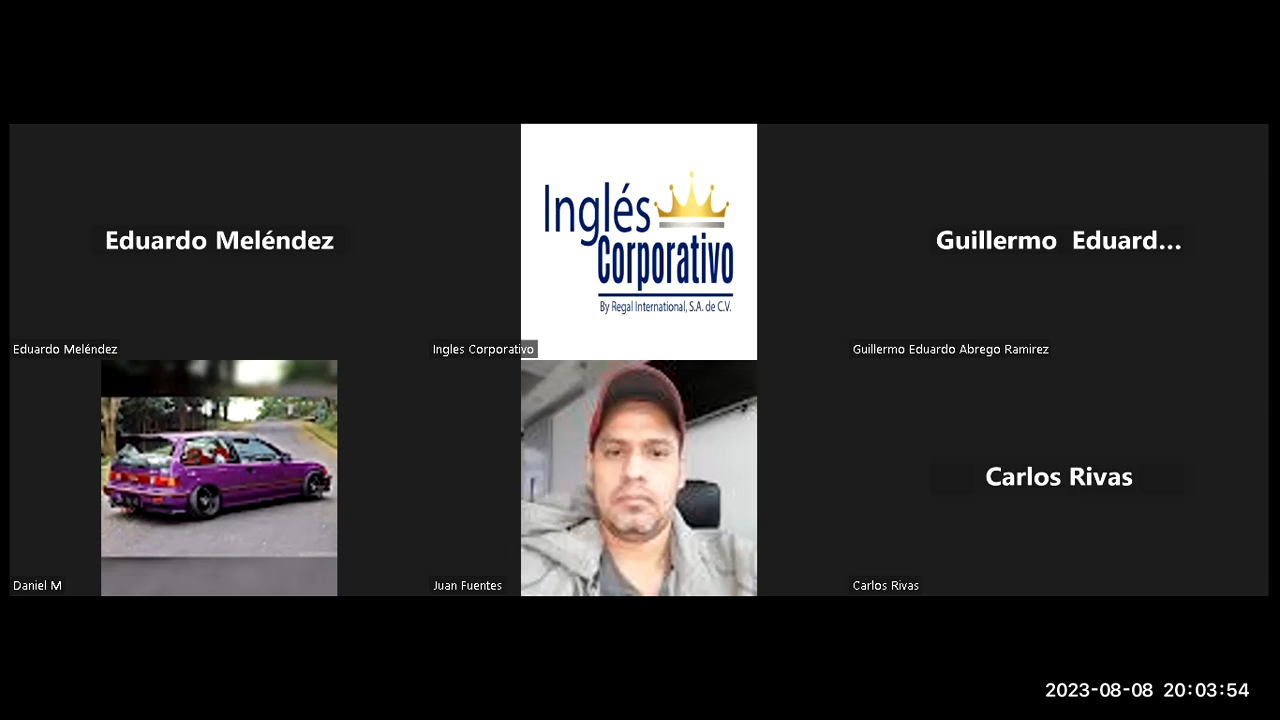 Eduardo Meléndez
Eduardo Meléndez
Inglés
Corporativo
By Regal International, S.A. de C.V.
Ingles Corporativo
Guillermo Eduard...
Guillermo Eduardo Abrego Ramirez
Daniel M
Juan Fuentes
Carlos Rivas
Carlos Rivas
2023-08-08 20:03:54